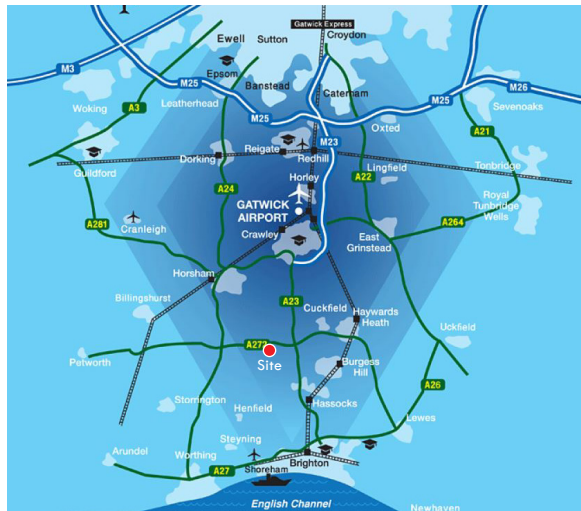 Gatwick Express
Ewell
Sutton
Croydon
M3
Epsom
M25
Banstead
Caterham
M25
M26
Woking
A3
Leatherhead
M25
Sevenoaks
Oxted
A21
M23
Reigate
Redhill
Dorking
Guildford
Tonbridge
Horley
Lingfield
A24
A22
Royal
Tunbridge
Wells
GATWICK
AIRPORT
A281
Cranleigh
A264
Crawley
East
Grinstead
Horsham
Billingshurst
A23
Cuckfield
Haywards
Heath
Uckfield
A272
Site
Petworth
Burgess
Hill
A26
Storrington
Henfield
Hassocks
Lewes
Steyning
Arundel
Worthing
Brighton
A27
Shoreham
English Channel
Newhaven